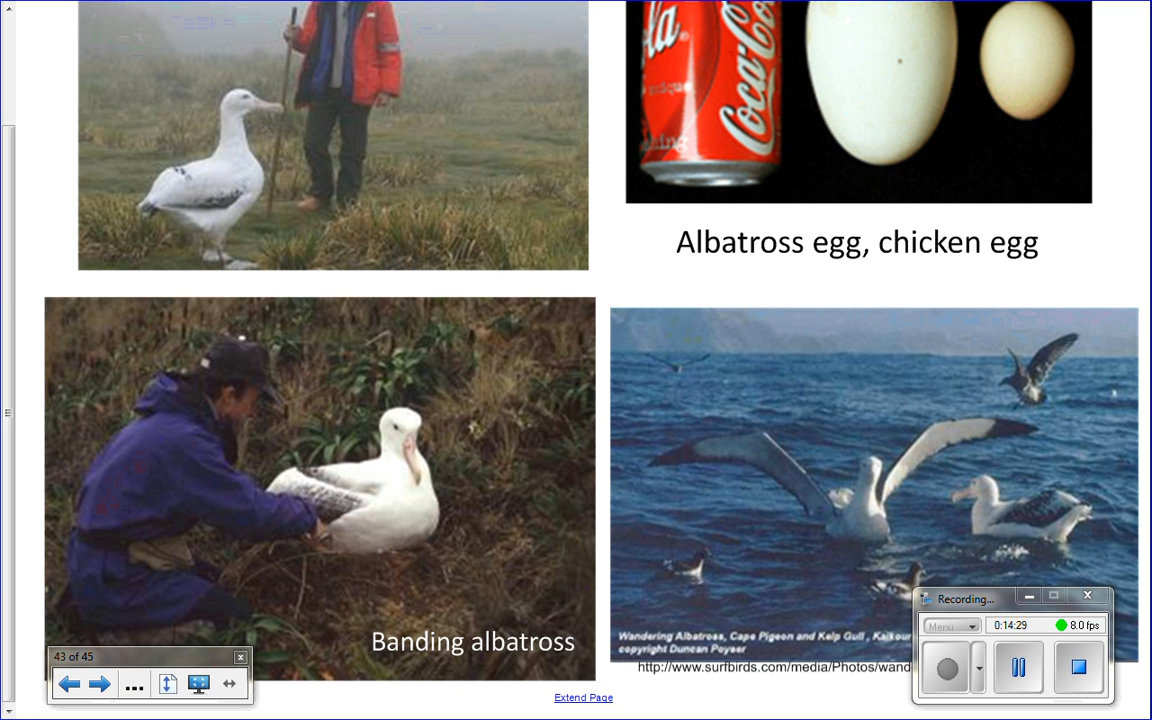 Coca-Cola
Albatross egg, chicken egg
Banding albatross
Wandering Albatross, Cape Pigeon and Kelp Gull , Kaikour
copyright Duncan Poyser
http://www.surfbirds.com/media/Photos/wand
Recording...
Menu
0:14:29
8.0 fps
43 of 45
Extend Page